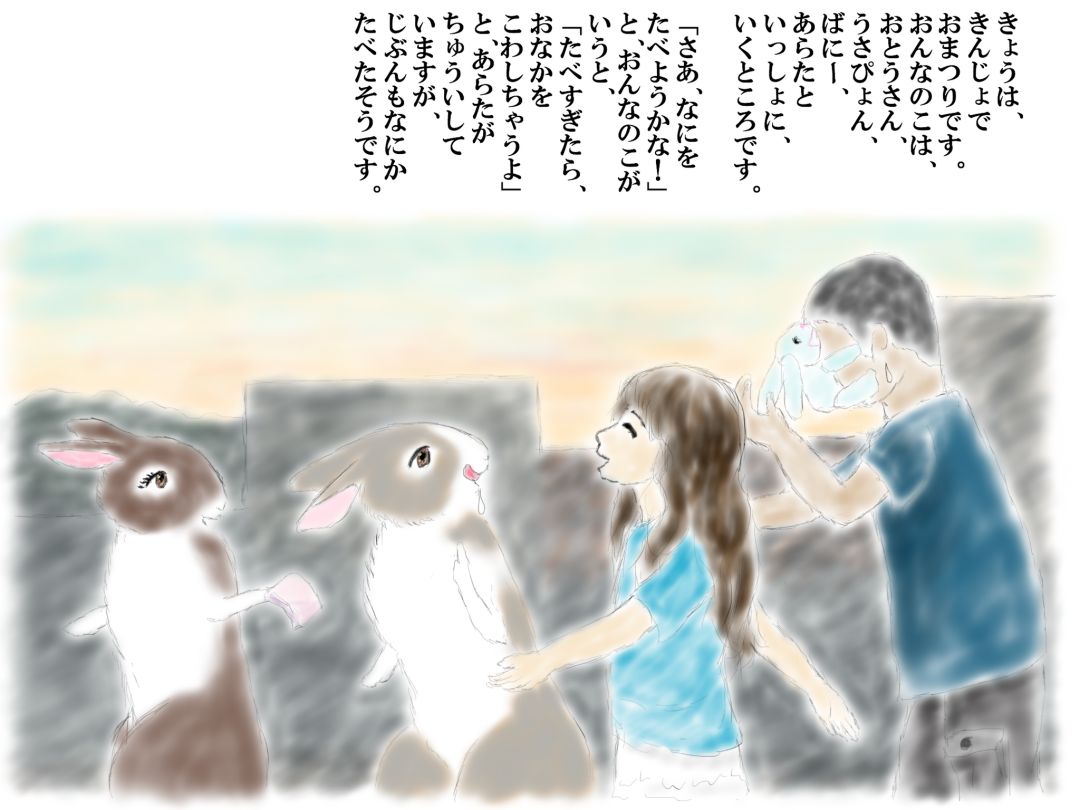 きょうは、
きんじょで
おまつりです。
おんなのこは、
おとうさん、
うさぴょん、
ばに〜、
あらたと
いっしょに、
いくところです。
「さあ、なにを
たべようかな!」
と、おんなのこが
いうと、
「たべすぎたら、
おなかを
こわしちゃうよ」
と、あらたが
ちゅういして
いますが、
じぶんもなにか
たべたそうです。